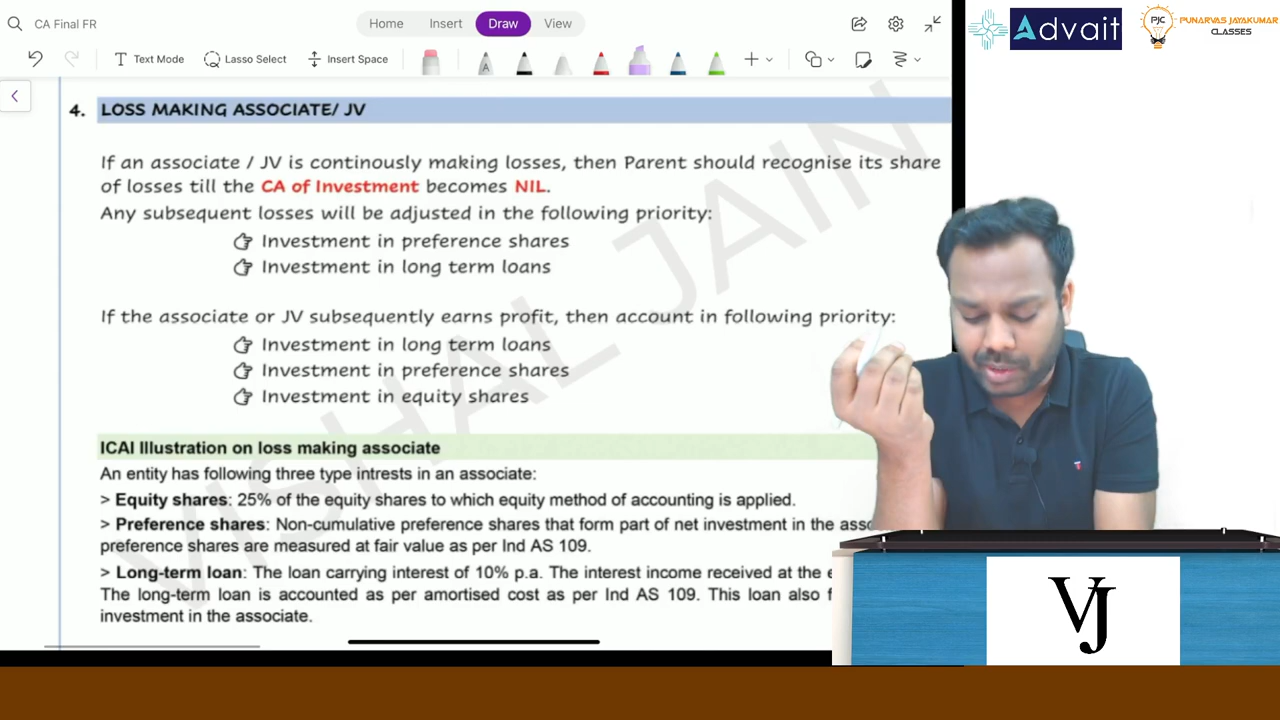 CA Final FR
Home Insert Draw View
Text Mode Lasso Select Insert Space
Advait
PJC PUNARVAS JAYAKUMAR
CLASSES
4. LOSS MAKING ASSOCIATE/ JV
If an associate / JV is continously making losses, then Parent should recognise its share
of losses till the CA of Investment becomes NIL.
Any subsequent losses will be adjusted in the following priority:
Investment in preference shares
Investment in long term loans
If the associate or JV subsequently earns profit, then account in following priority:
Investment in long term loans
Investment in preference shares
Investment in equity shares
ICAI Illustration on loss making associate
An entity has following three type intrests in an associate:
> Equity shares: 25% of the equity shares to which equity method of accounting is applied.
> Preference shares: Non-cumulative preference shares that form part of net investment in the
preference shares are measured at fair value as per Ind AS 109.
> Long-term loan: The loan carrying interest of 10% p.a. The interest income received at the
The long-term loan is accounted as per amortised cost as per Ind AS 109. This loan also
investment in the associate.
VISHAL JAIN
VJ